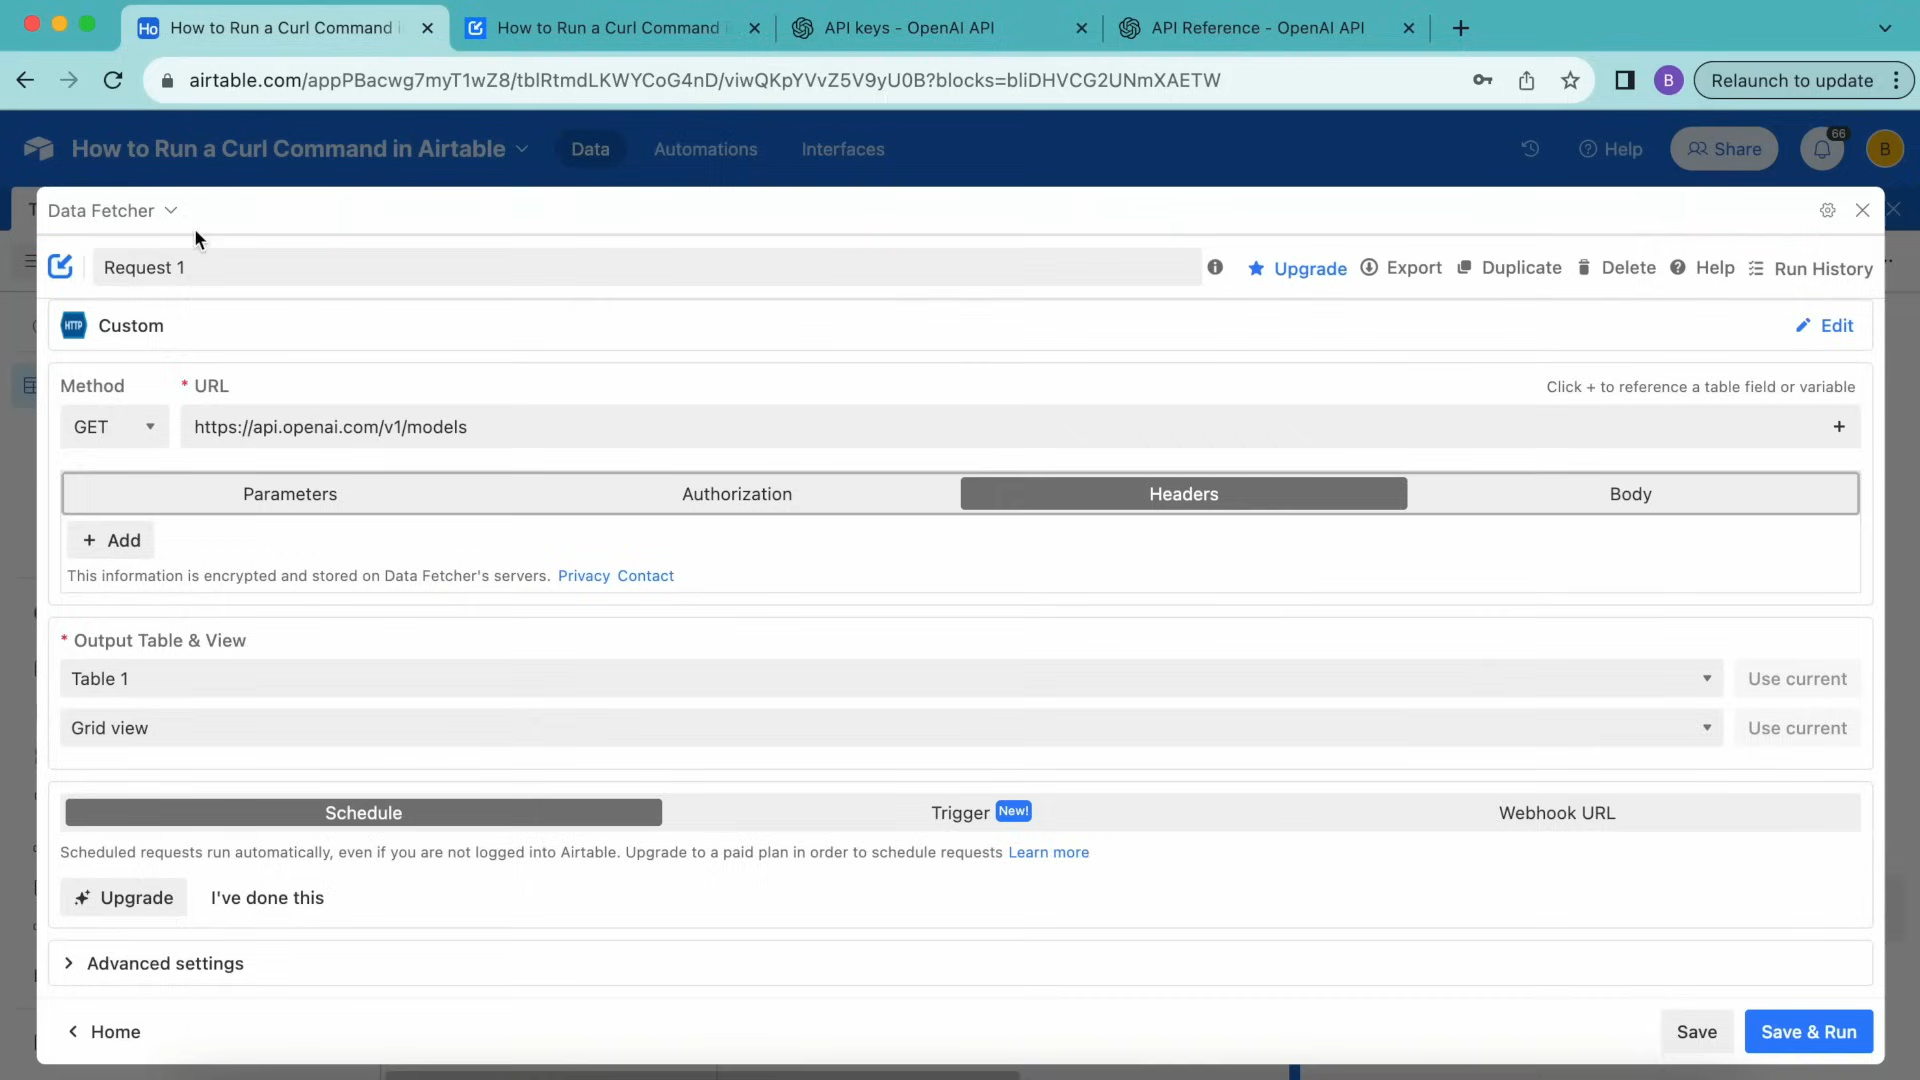 Ho How to Run a Curl Command i
How to Run a Curl Command
API keys - OpenAI API
API Reference - OpenAI API
airtable.com/appPBacwg7myT1wZ8/tblRtmdLKWYCoG4nD/viwQKpYVvZ5V9yU0B?blocks=bliDHVCG2UNmXAETW
B
Relaunch to update
How to Run a Curl Command in Airtable
Data
Automations
Interfaces
Help
Share
66
B
Data Fetcher
Request 1
Upgrade
Export
Duplicate
Delete
Help
Run History
HTTP Custom
Edit
Method
* URL
Click + to reference a table field or variable
GET
https://api.openai.com/v1/models
+
Parameters
Authorization
Headers
Body
+ Add
This information is encrypted and stored on Data Fetcher's servers. Privacy Contact
* Output Table & View
Table 1
Use current
Grid view
Use current
Schedule
Trigger New!
Webhook URL
Scheduled requests run automatically, even if you are not logged into Airtable. Upgrade to a paid plan in order to schedule requests Learn more
Upgrade
I've done this
Advanced settings
Home
Save
Save & Run